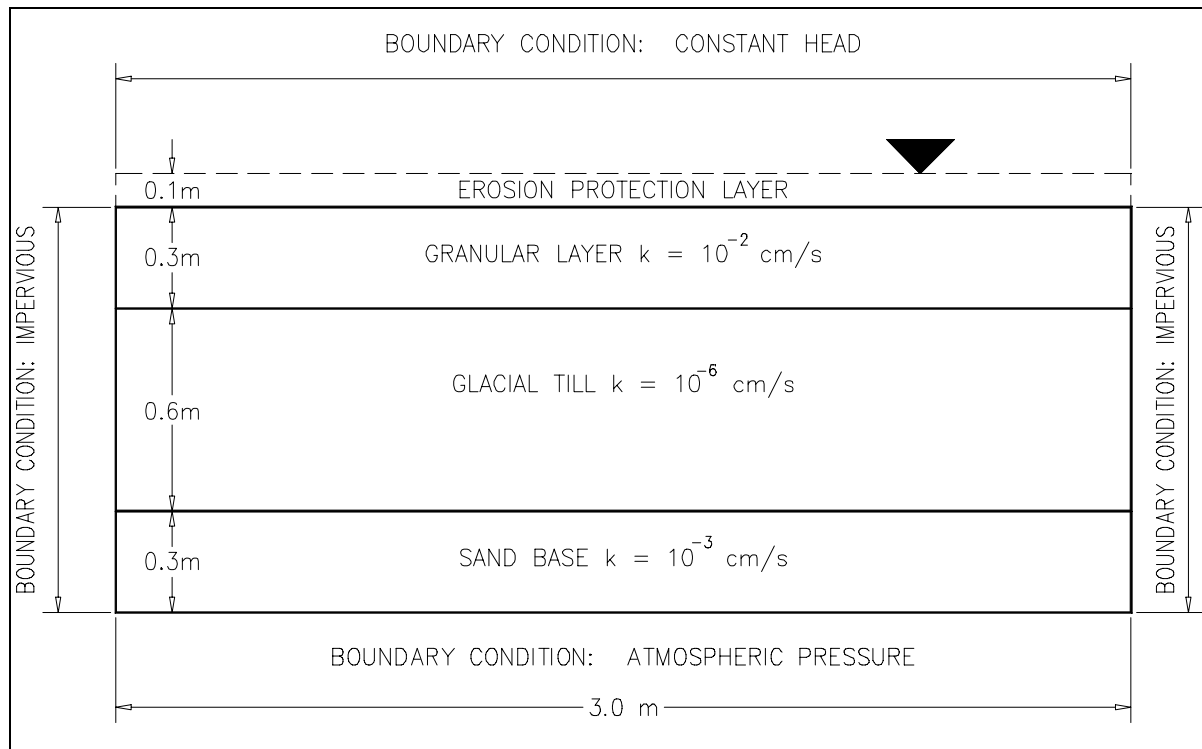 BOUNDARY CONDITION: CONSTANT HEAD
0.1m
EROSION PROTECTION LAYER
0.3m
GRANULAR LAYER k = 10⁻² cm/s
BOUNDARY CONDITION: IMPERVIOUS
BOUNDARY CONDITION: IMPERVIOUS
GLACIAL TILL k = 10⁻⁶ cm/s
0.6m
SAND BASE k = 10⁻³ cm/s
0.3m
BOUNDARY CONDITION: ATMOSPHERIC PRESSURE
3.0 m